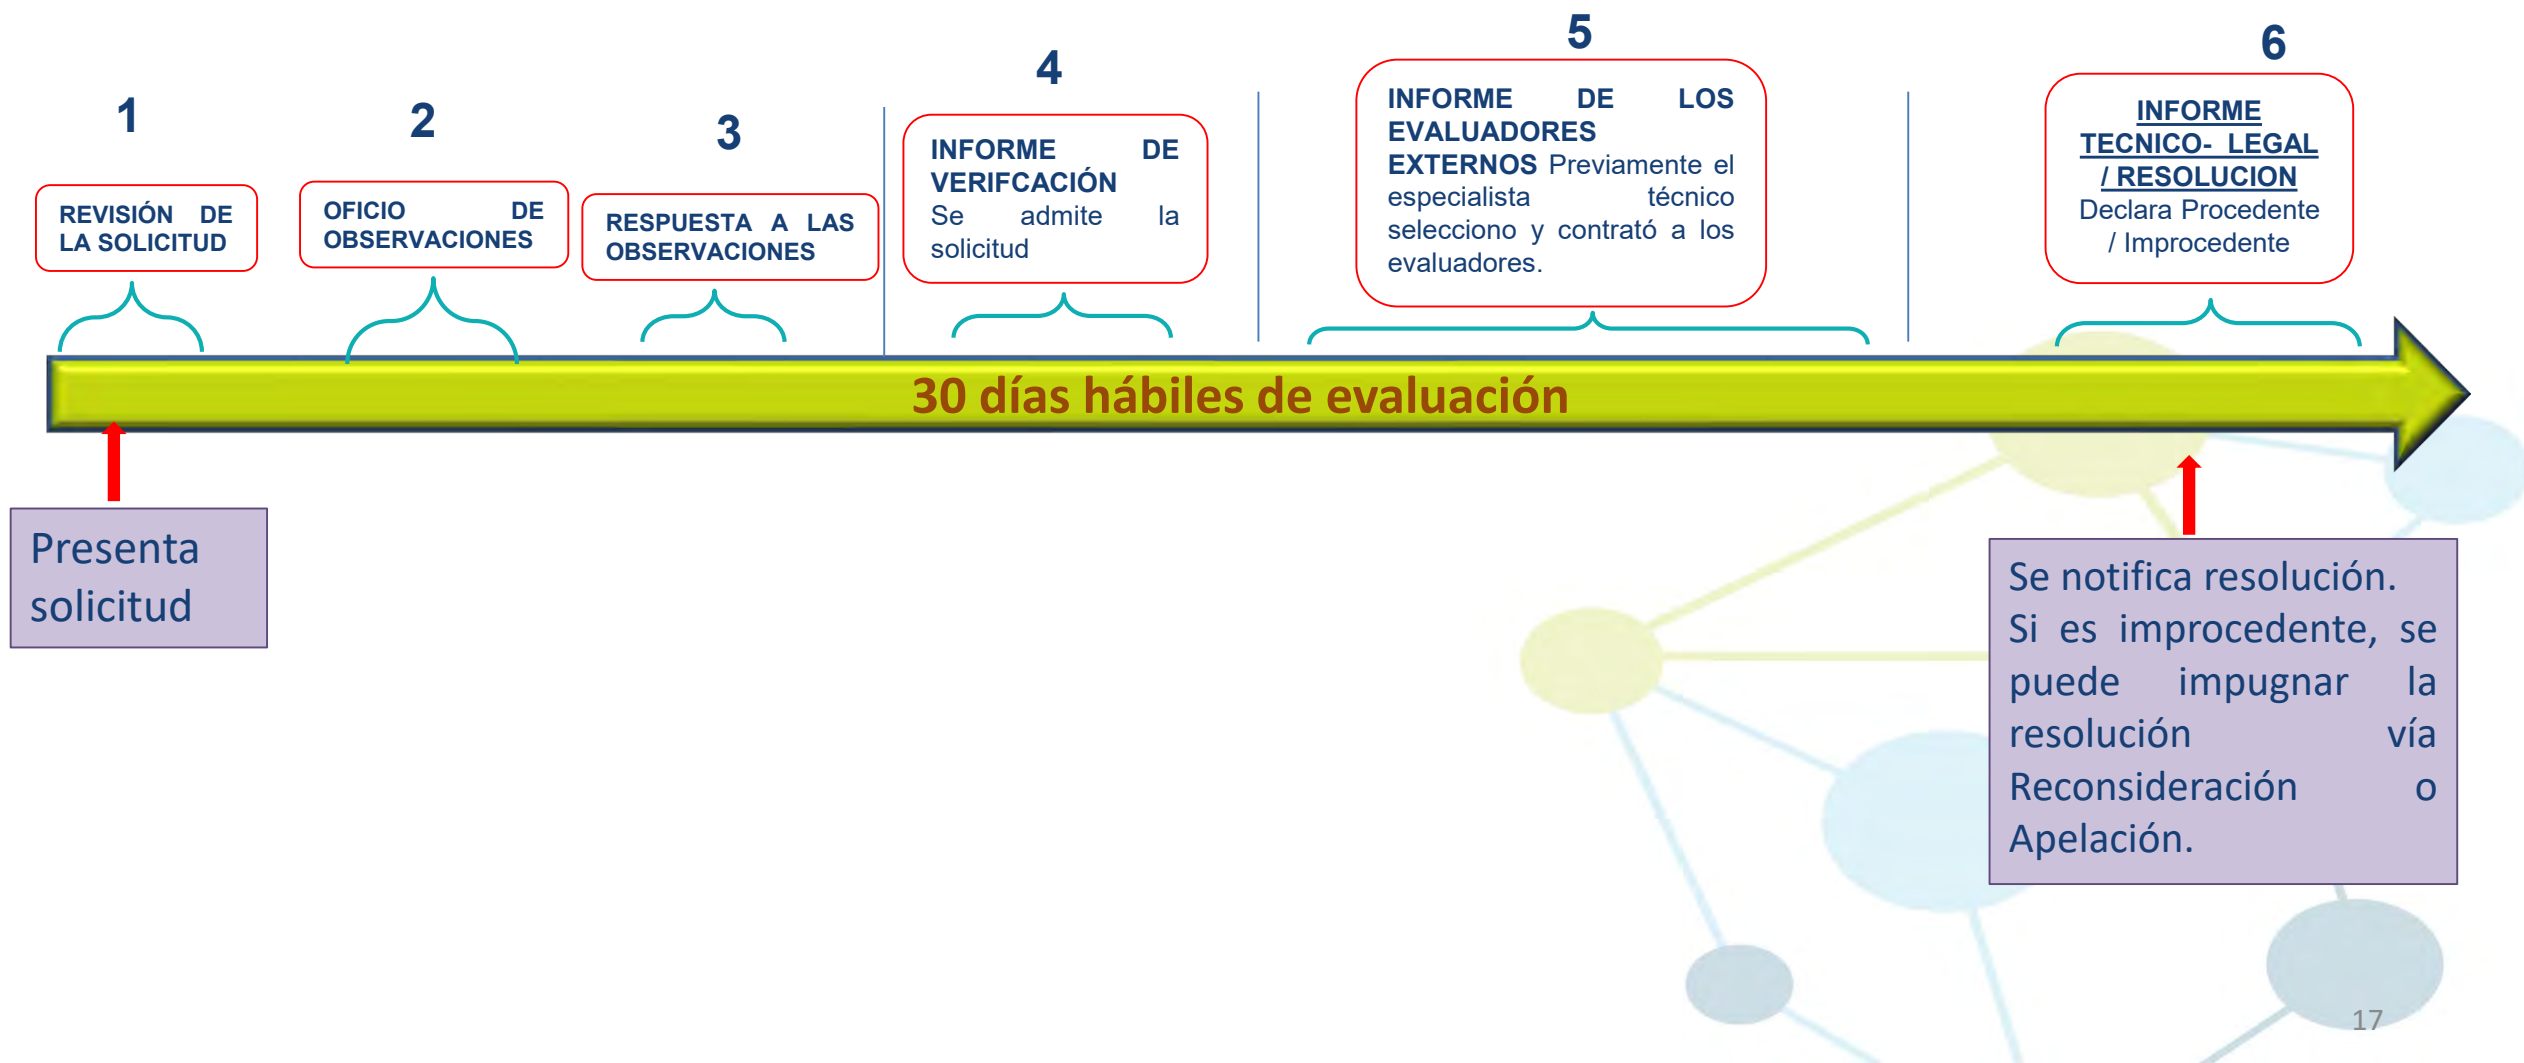 1
REVISIÓN DE
LA SOLICITUD
2
OFICIO DE
OBSERVACIONES
3
RESPUESTA A LAS
OBSERVACIONES
4
INFORME DE
VERIFCACIÓN
Se admite la
solicitud
5
INFORME DE LOS
EVALUADORES
EXTERNOS Previamente el
especialista técnico
selecciono y contrató a los
evaluadores.
6
INFORME
TECNICO- LEGAL
/ RESOLUCION
Declara Procedente
/ Improcedente
30 días hábiles de evaluación
Presenta
solicitud
Se notifica resolución.
Si es improcedente, se
puede impugnar la
resolución vía
Reconsideración o
Apelación.
17